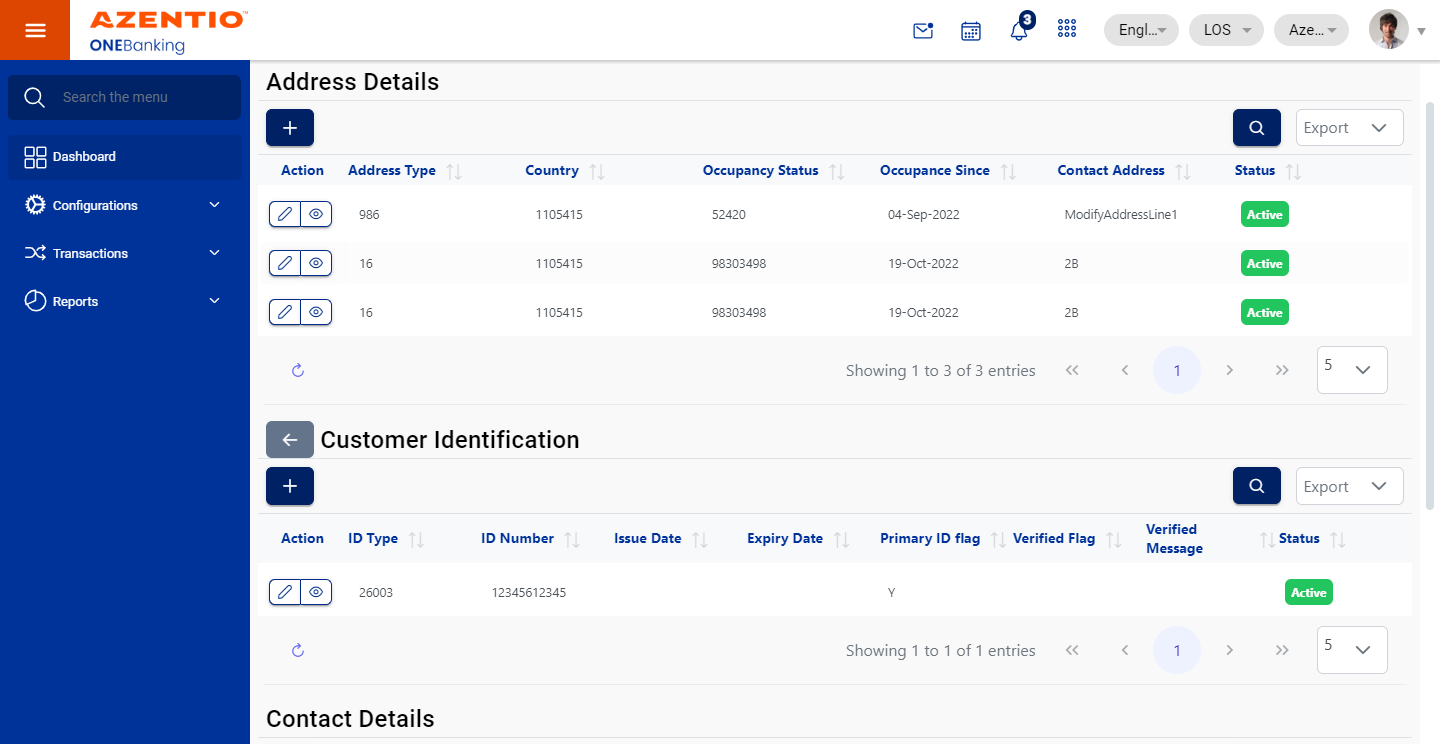 AZENTIO™
ONEBanking
3
Engl...
LOS
Aze...
Search the menu
Dashboard
Configurations
Transactions
Reports
Address Details
Export
Action Address Type Country Occupancy Status Occupance Since Contact Address Status
986 1105415 52420 04-Sep-2022 ModifyAddressLine1 Active
16 1105415 98303498 19-Oct-2022 2B Active
16 1105415 98303498 19-Oct-2022 2B Active
Showing 1 to 3 of 3 entries 1 5
Customer Identification
Export
Action ID Type ID Number Issue Date Expiry Date Primary ID flag Verified Flag Verified Message Status
26003 12345612345 Y Active
Showing 1 to 1 of 1 entries 1 5
Contact Details